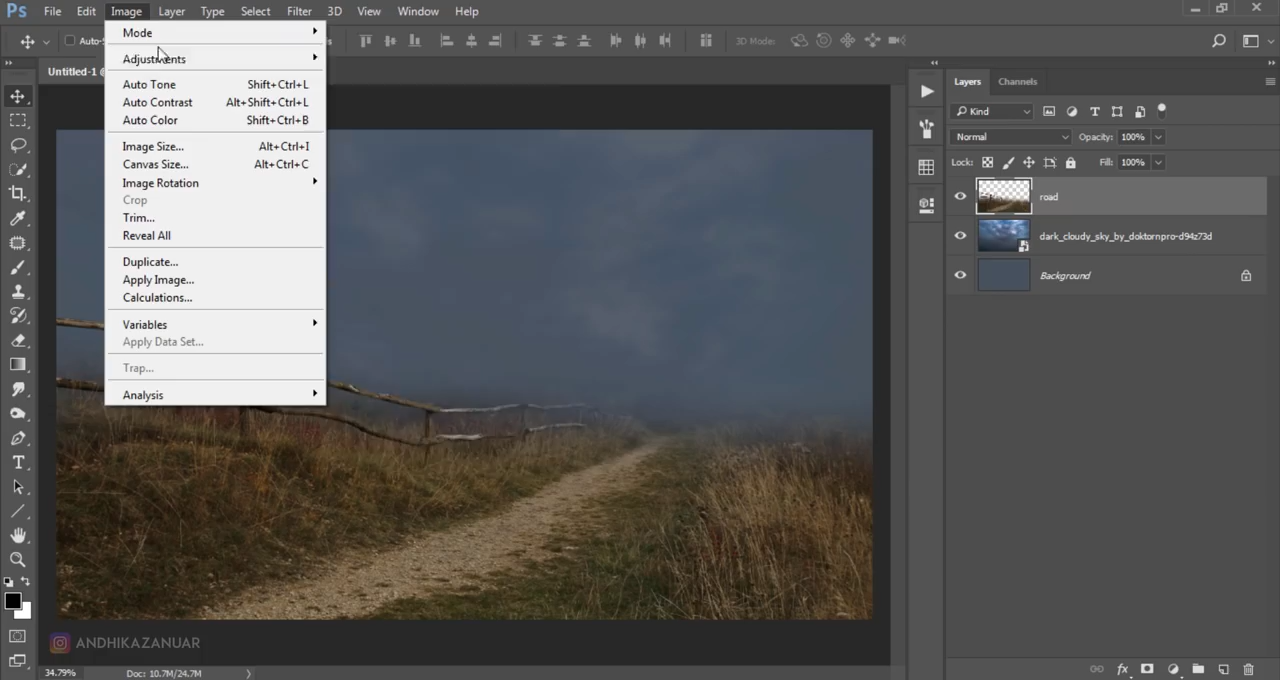 Ps File Edit Image Layer Type Select Filter 3D View Window Help
Auto-S
3D Mode:
Mode
Adjustments
Auto Tone Shift+Ctrl+L
Auto Contrast Alt+Shift+Ctrl+L
Auto Color Shift+Ctrl+B
Image Size... Alt+Ctrl+I
Canvas Size... Alt+Ctrl+C
Image Rotation
Crop
Trim...
Reveal All
Duplicate...
Apply Image...
Calculations...
Variables
Apply Data Set...
Trap...
Analysis
Untitled-1 @
Layers Channels
Kind
Normal Opacity: 100%
Lock: Fill: 100%
road
dark_cloudy_sky_by_doktornpro-d94z73d
Background
ANDHIKAZANUAR
34.79% Doc: 10.7M/24.7M